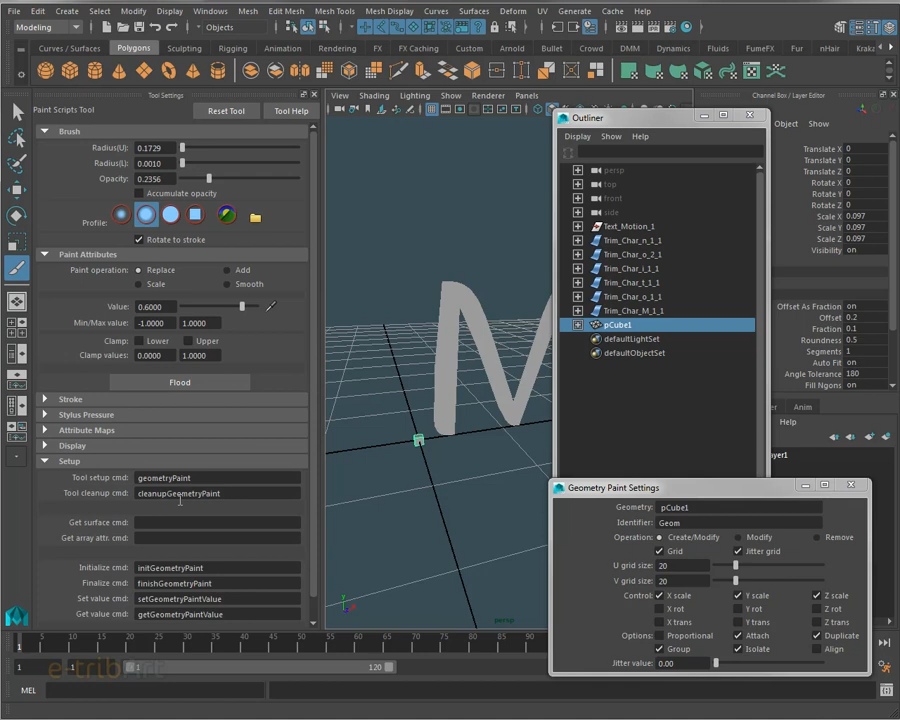 File Edit Create Select Modify Display Windows Mesh Edit Mesh Mesh Tools Mesh Display Curves Surfaces Deform UV Generate Cache Help
Modeling Objects
Curves / Surfaces Polygons Sculpting Rigging Animation Rendering FX FX Caching Custom Arnold Bullet Crowd DMM Dynamics Fluids FumeFX Fur nHair Kraka
Tool Settings
Paint Scripts Tool Reset Tool Tool Help
Brush
Radius(U): 0.1729
Radius(L): 0.0010
Opacity: 0.2356
Accumulate opacity
Profile:
Rotate to stroke
Paint Attributes
Paint operation: Replace Add
Scale Smooth
Value: 0.6000
Min/Max value: -1.0000 1.0000
Clamp: Lower Upper
Clamp values: 0.0000 1.0000
Flood
Stroke
Stylus Pressure
Attribute Maps
Display
Setup
Tool setup cmd: geometryPaint
Tool cleanup cmd: cleanupGeometryPaint
Get surface cmd:
Get array attr. cmd:
Initialize cmd: initGeometryPaint
Finalize cmd: finishGeometryPaint
Set value cmd: setGeometryPaintValue
Get value cmd: getGeometryPaintValue
View Shading Lighting Show Renderer Panels
persp
Outliner
Display Show Help
persp
top
front
side
Text_Motion_1
Trim_Char_n_1_1
Trim_Char_o_2_1
Trim_Char_i_1_1
Trim_Char_t_1_1
Trim_Char_o_1_1
Trim_Char_M_1_1
pCube1
defaultLightSet
defaultObjectSet
Channel Box / Layer Editor
Object Show
Translate X 0
Translate Y 0
Translate Z 0
Rotate X 0
Rotate Y 0
Rotate Z 0
Scale X 0.097
Scale Y 0.097
Scale Z 0.097
Visibility on
Offset As Fraction on
Offset 0.2
Fraction 0.1
Roundness 0.5
Segments 1
Auto Fit on
Angle Tolerance 180
Fill Ngons on
Anim
Help
ayer1
Geometry Paint Settings
Geometry: pCube1
Identifier: Geom
Operation: Create/Modify Modify Remove
Grid Jitter grid
U grid size: 20
V grid size: 20
Control: X scale Y scale Z scale
X rot Y rot Z rot
X trans Y trans Z trans
Options: Proportional Attach Duplicate
Group Isolate Align
Jitter value: 0.00
1 5 10 15 20 25 30 35 40 45 50 55 60 65 70 75 80 85 90
1 1 120
e-tribArt
MEL